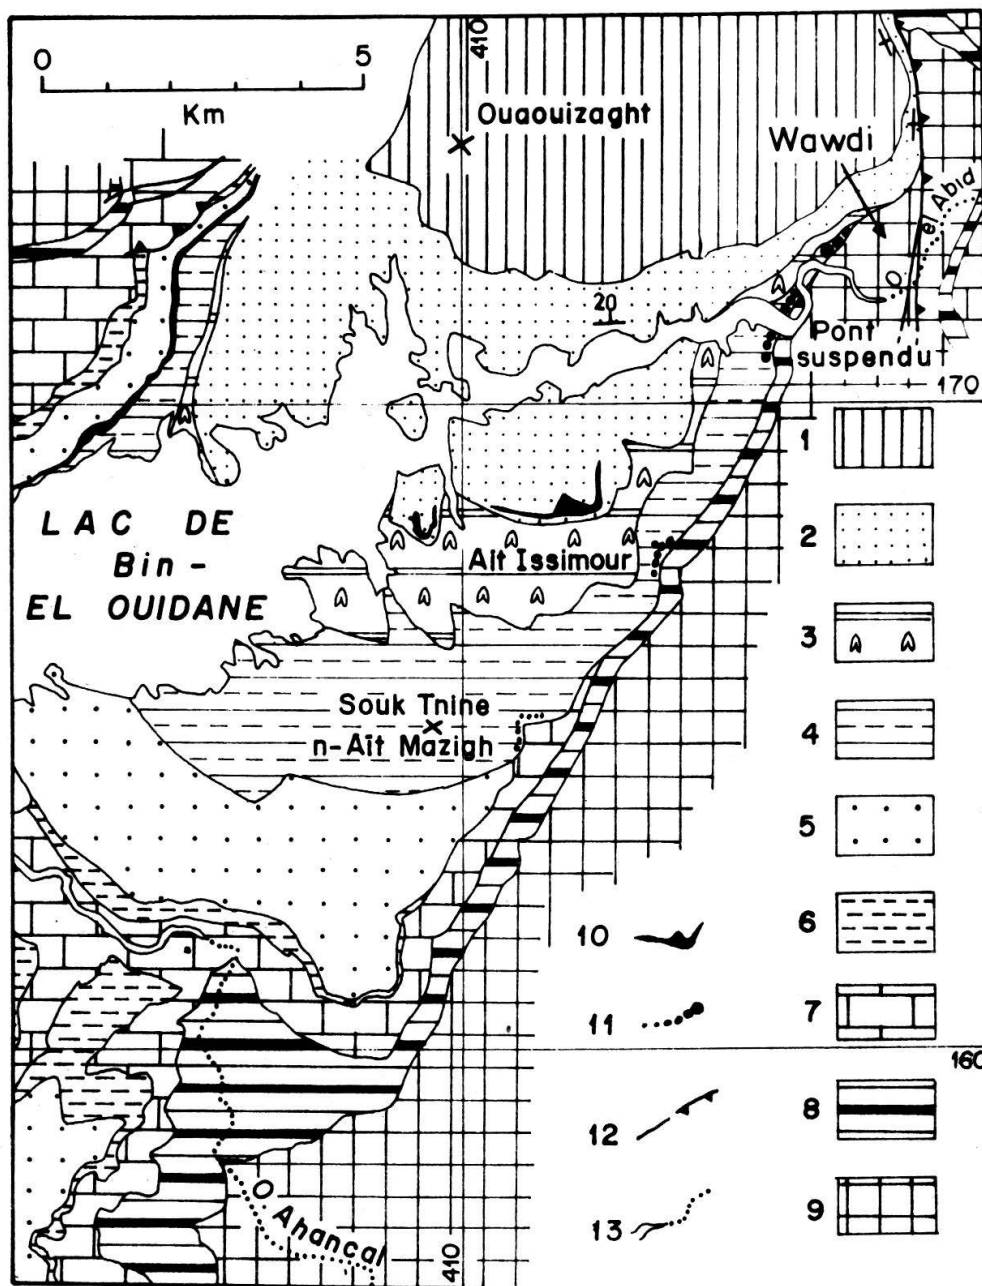 0
5
Km
410
Ouaouizaght
Wawdi
O. el Abid
20
Pont
suspendu
170
LAC DE
Bin-
EL OUIDANE
Aït Issimour
Souk Tnine
n-Aït Mazigh
1
2
3
4
5
6
7
8
9
10
11
12
13
160
O. Ahançal
410